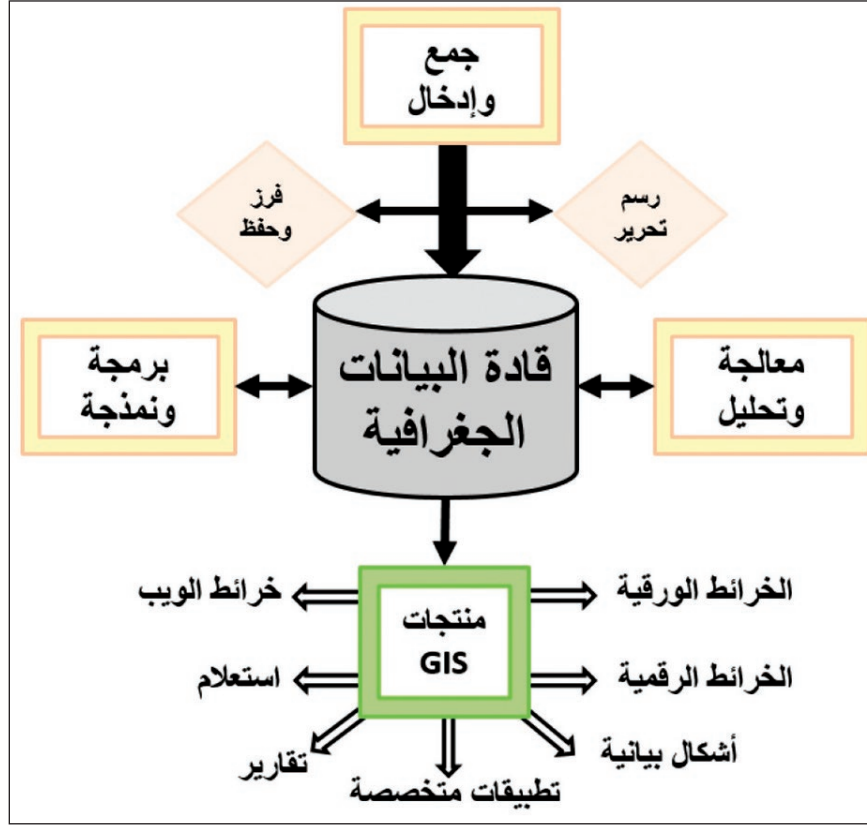 جمع
وإدخال
رسم
تحرير
فرز
وحفظ
قادة البيانات
الجغرافية
معالجة
وتحليل
برمجة
ونمذجة
منتجات
GIS
الخرائط الورقية
خرائط الويب
الخرائط الرقمية
استعلام
أشكال بيانية
تقارير
تطبيقات متخصصة